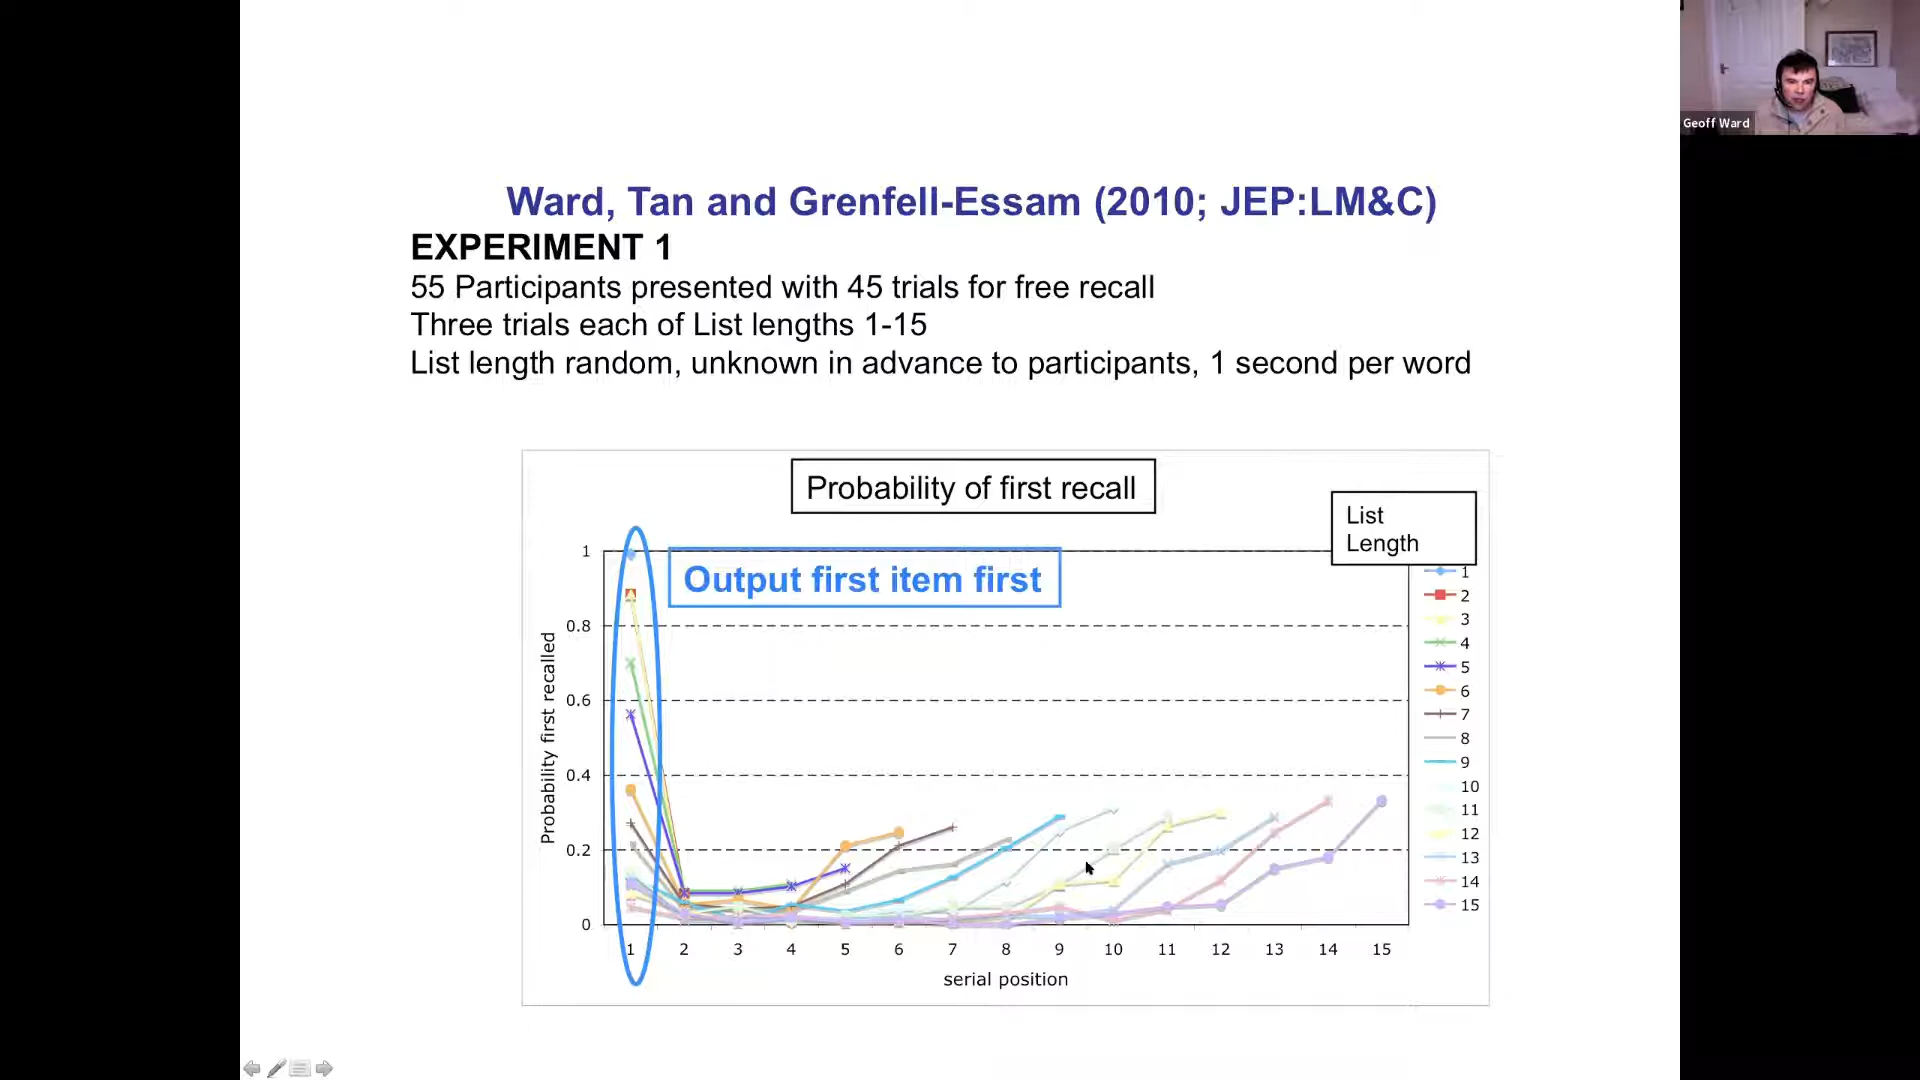 Geoff Ward
Ward, Tan and Grenfell-Essam (2010; JEP:LM&C)
EXPERIMENT 1
55 Participants presented with 45 trials for free recall
Three trials each of List lengths 1-15
List length random, unknown in advance to participants, 1 second per word
Probability of first recall
List
Length
Output first item first
Probability first recalled
1
0.8
0.6
0.4
0.2
0
1 2 3 4 5 6 7 8 9 10 11 12 13 14 15
serial position
1
2
3
4
5
6
7
8
9
10
11
12
13
14
15